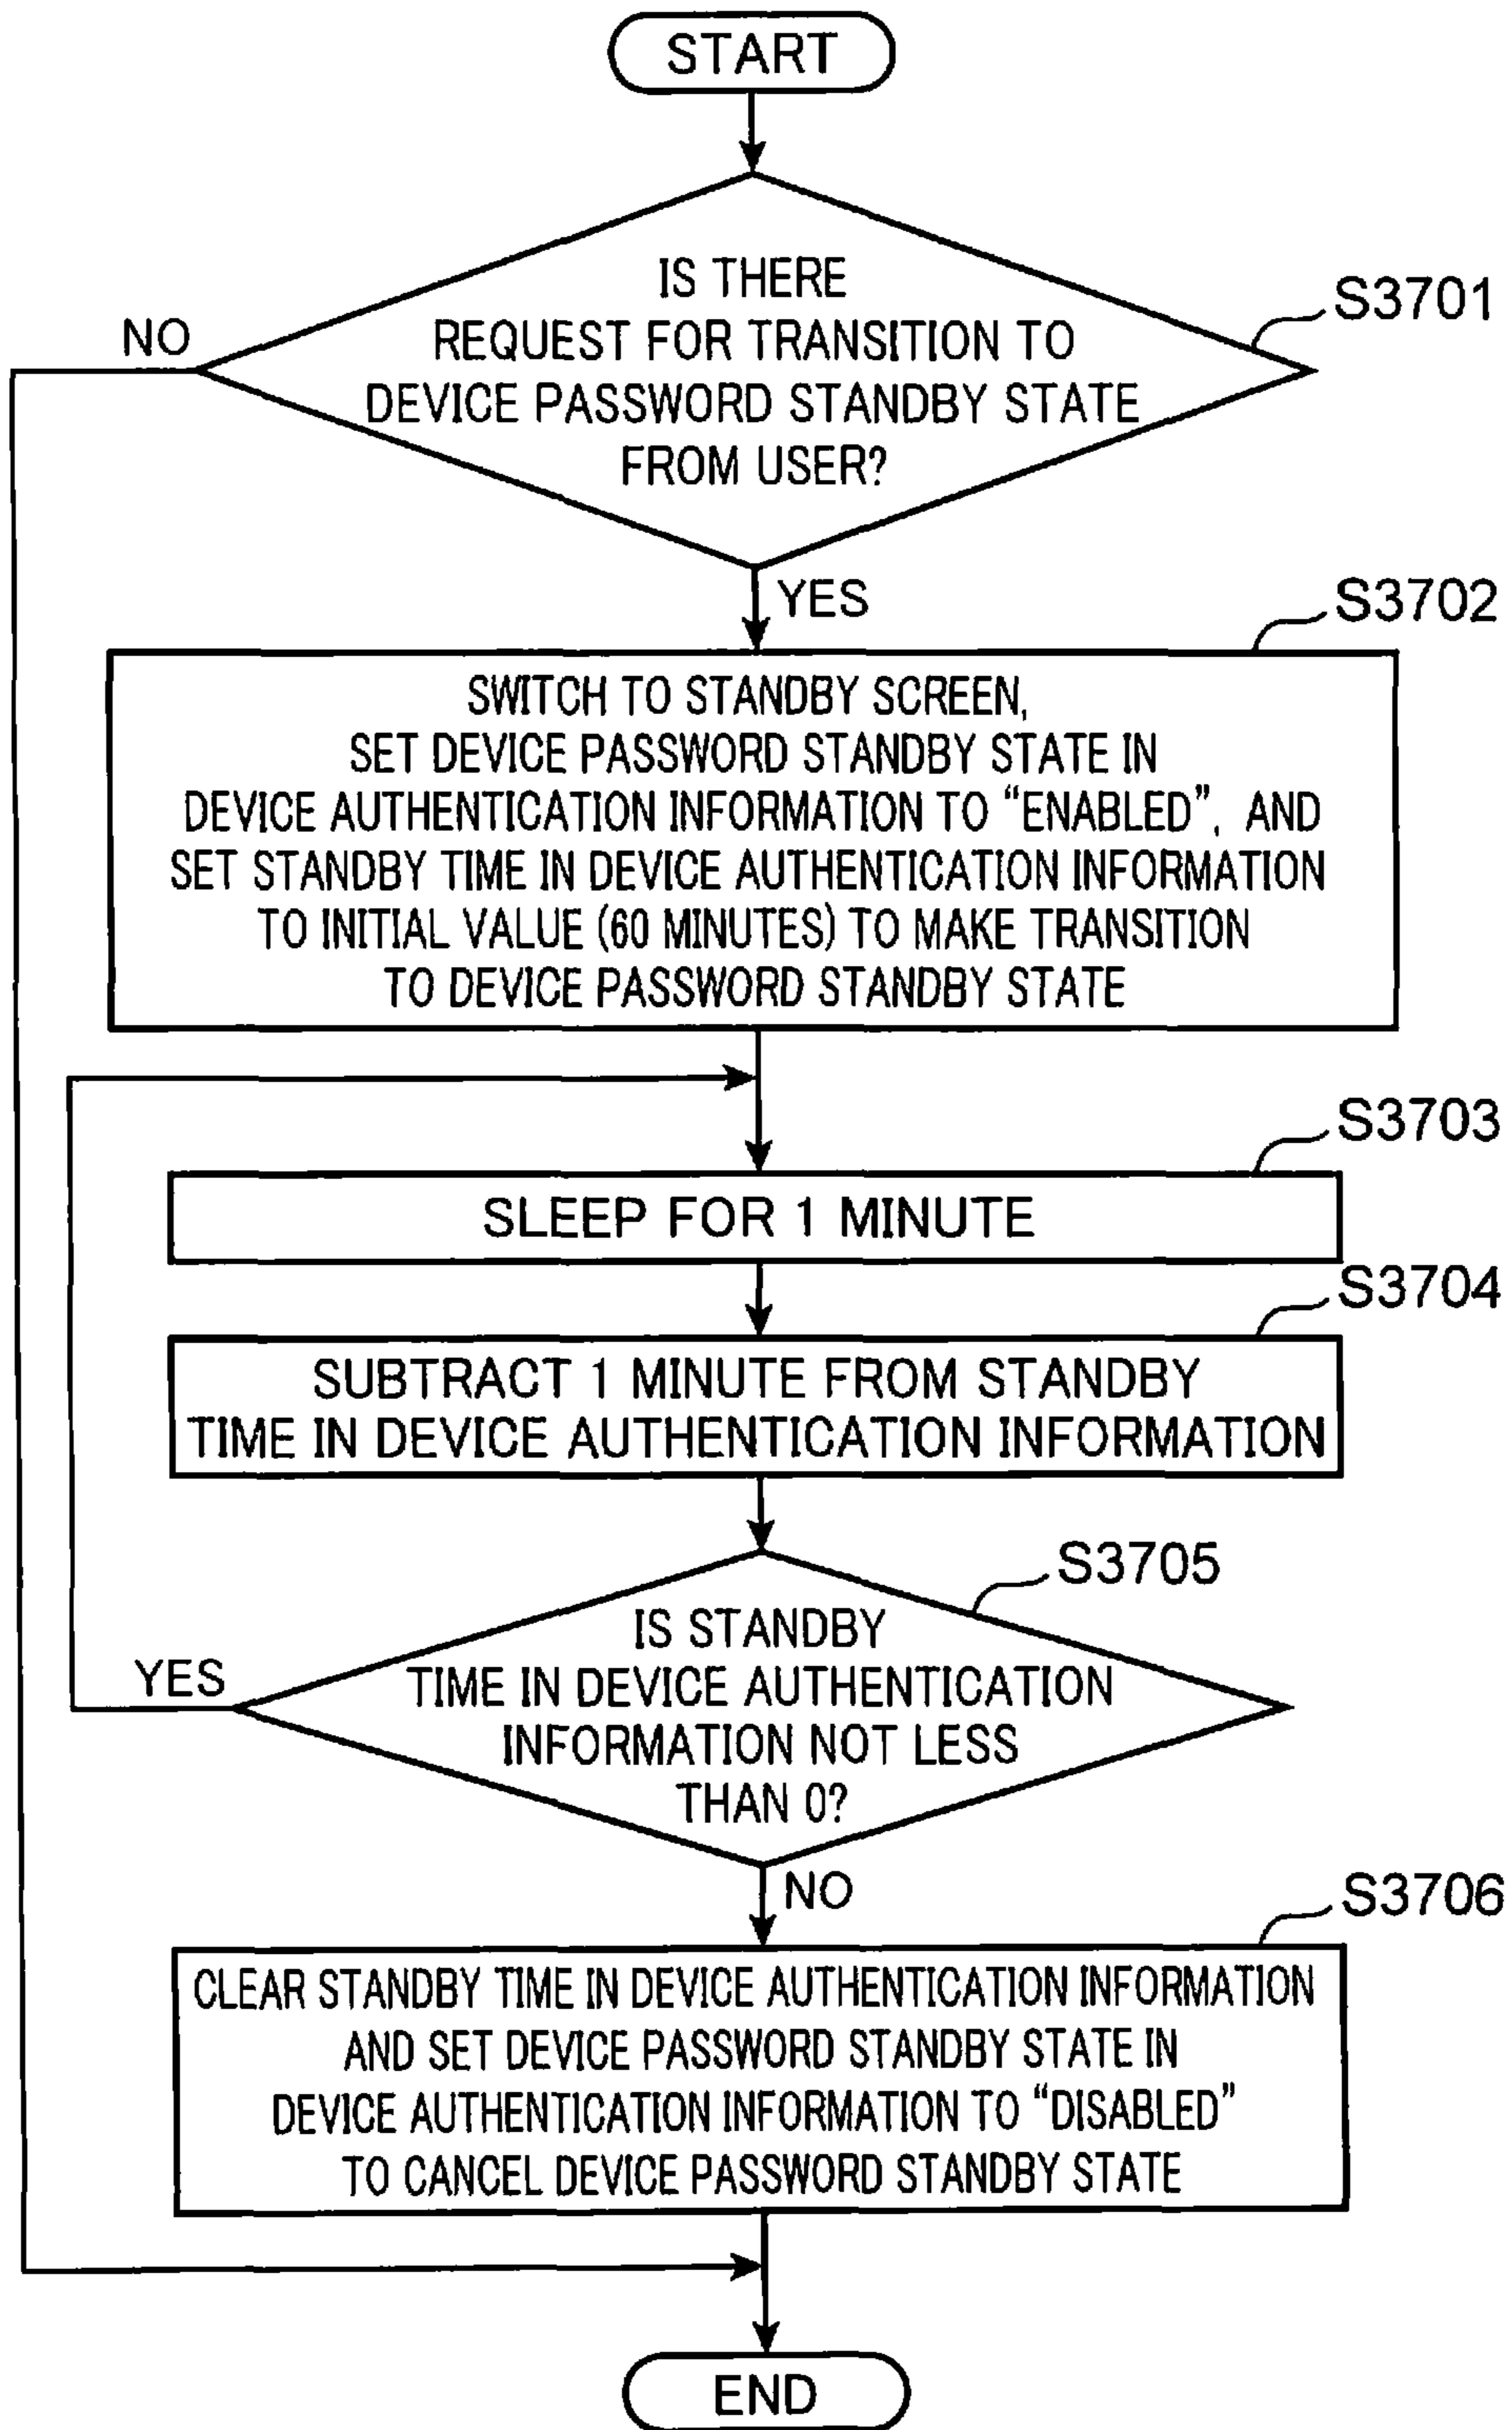 START
IS THERE
REQUEST FOR TRANSITION TO
DEVICE PASSWORD STANDBY STATE
FROM USER?
S3701
NO
YES
S3702
SWITCH TO STANDBY SCREEN,
SET DEVICE PASSWORD STANDBY STATE IN
DEVICE AUTHENTICATION INFORMATION TO “ENABLED”, AND
SET STANDBY TIME IN DEVICE AUTHENTICATION INFORMATION
TO INITIAL VALUE (60 MINUTES) TO MAKE TRANSITION
TO DEVICE PASSWORD STANDBY STATE
S3703
SLEEP FOR 1 MINUTE
S3704
SUBTRACT 1 MINUTE FROM STANDBY
TIME IN DEVICE AUTHENTICATION INFORMATION
S3705
IS STANDBY
TIME IN DEVICE AUTHENTICATION
INFORMATION NOT LESS
THAN 0?
YES
NO
S3706
CLEAR STANDBY TIME IN DEVICE AUTHENTICATION INFORMATION
AND SET DEVICE PASSWORD STANDBY STATE IN
DEVICE AUTHENTICATION INFORMATION TO “DISABLED”
TO CANCEL DEVICE PASSWORD STANDBY STATE
END